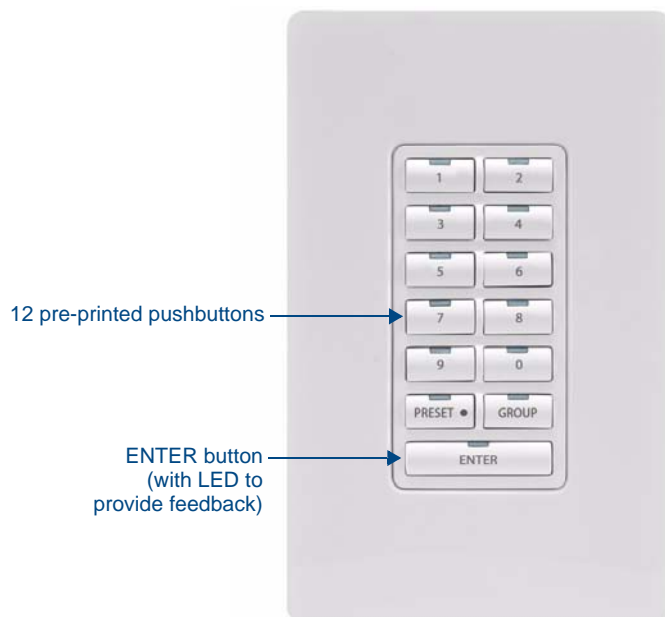 1
2
3
4
5
6
12 pre-printed pushbuttons
7
8
9
0
PRESET
GROUP
ENTER button
(with LED to
provide feedback)
ENTER